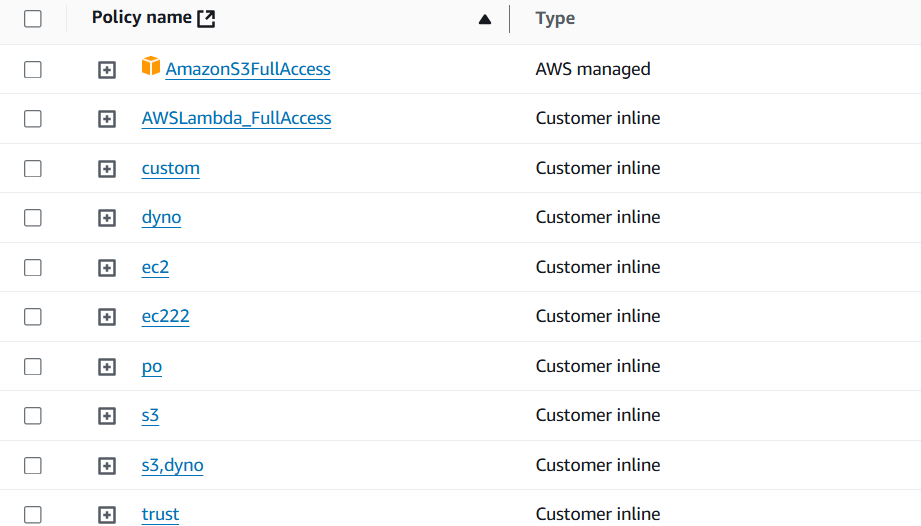 Policy name Type
AmazonS3FullAccess AWS managed
AWSLambda_FullAccess Customer inline
custom Customer inline
dyno Customer inline
ec2 Customer inline
ec222 Customer inline
po Customer inline
s3 Customer inline
s3,dyno Customer inline
trust Customer inline